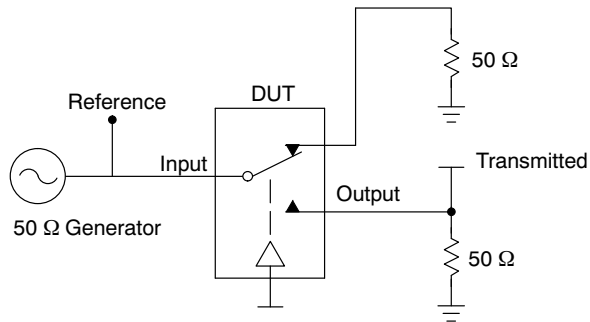 50 Ω
DUT
Reference
Input
Transmitted
Output
50 Ω Generator
50 Ω